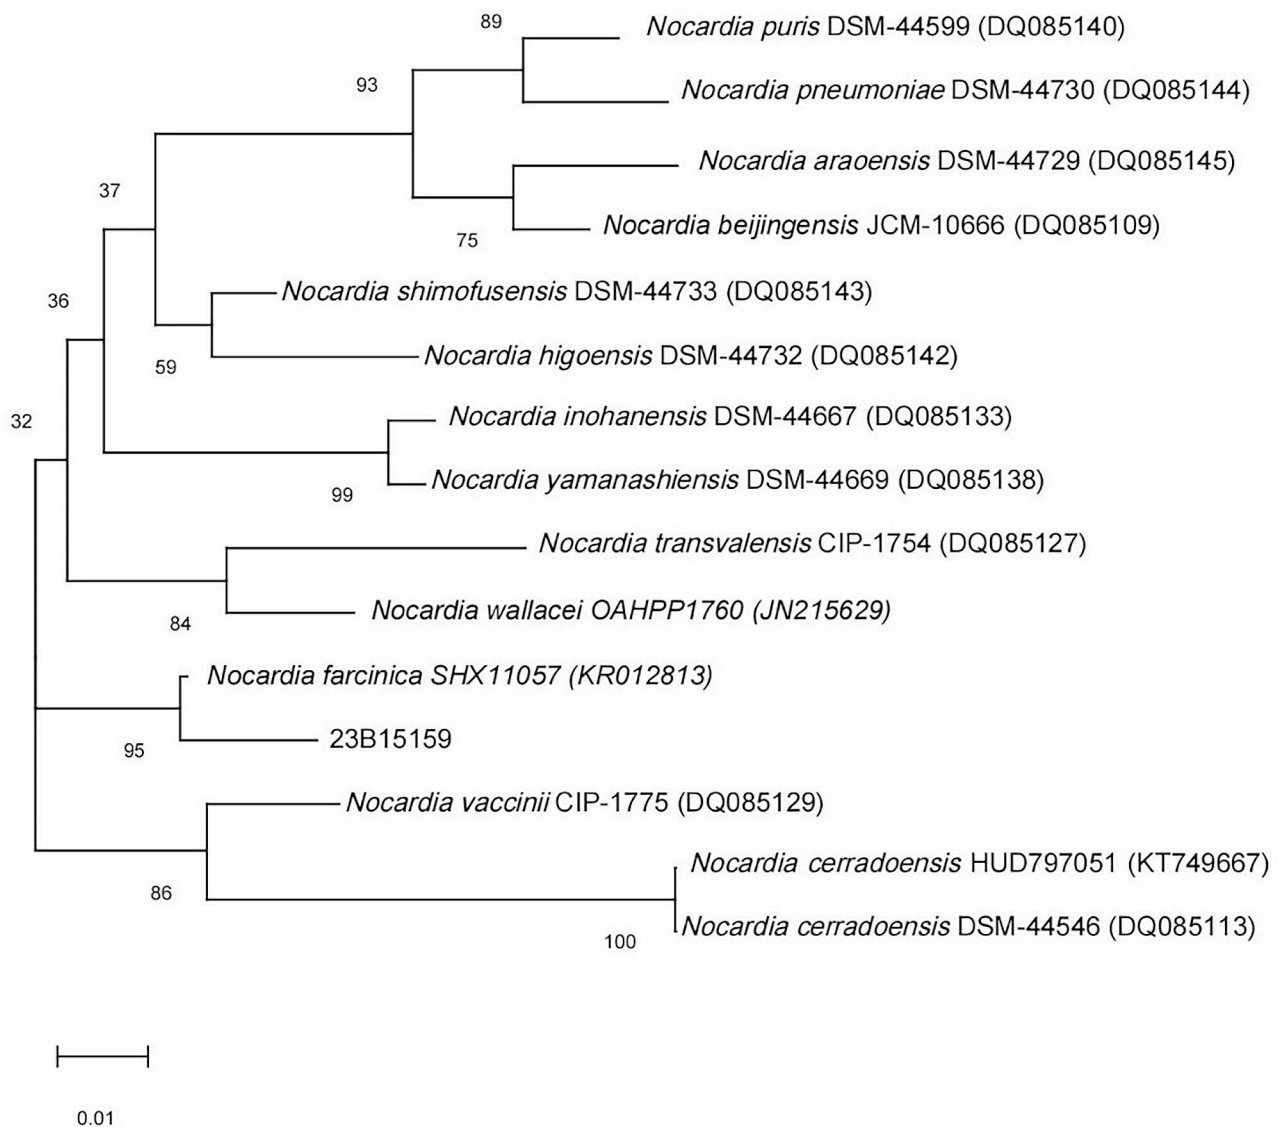 89
Nocardia puris DSM-44599 (DQ085140)
93
Nocardia pneumoniae DSM-44730 (DQ085144)
Nocardia araoensis DSM-44729 (DQ085145)
37
Nocardia beijingensis JCM-10666 (DQ085109)
75
Nocardia shimofusensis DSM-44733 (DQ085143)
36
Nocardia higoensis DSM-44732 (DQ085142)
59
Nocardia inohanensis DSM-44667 (DQ085133)
32
Nocardia yamanashiensis DSM-44669 (DQ085138)
99
Nocardia transvalensis CIP-1754 (DQ085127)
Nocardia wallacei OAHPP1760 (JN215629)
84
Nocardia farcinica SHX11057 (KR012813)
23B15159
95
Nocardia vaccinii CIP-1775 (DQ085129)
Nocardia cerradoensis HUD797051 (KT749667)
86
Nocardia cerradoensis DSM-44546 (DQ085113)
100
0.01